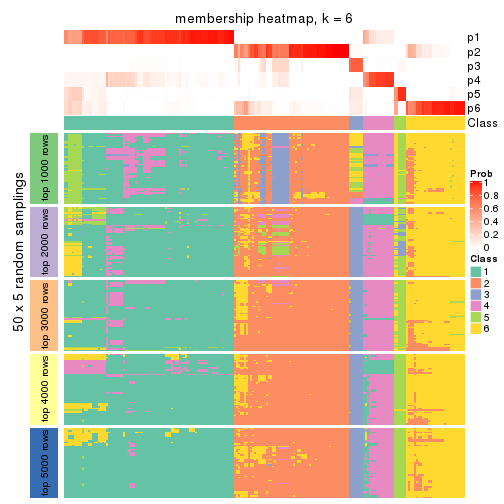 membership heatmap, k = 6
p1
p2
p3
p4
p5
p6
Class
50 x 5 random samplings
top 1000 rows
top 2000 rows
top 3000 rows
top 4000 rows
top 5000 rows
Prob
1
0.8
0.6
0.4
0.2
0
Class
1
2
3
4
5
6